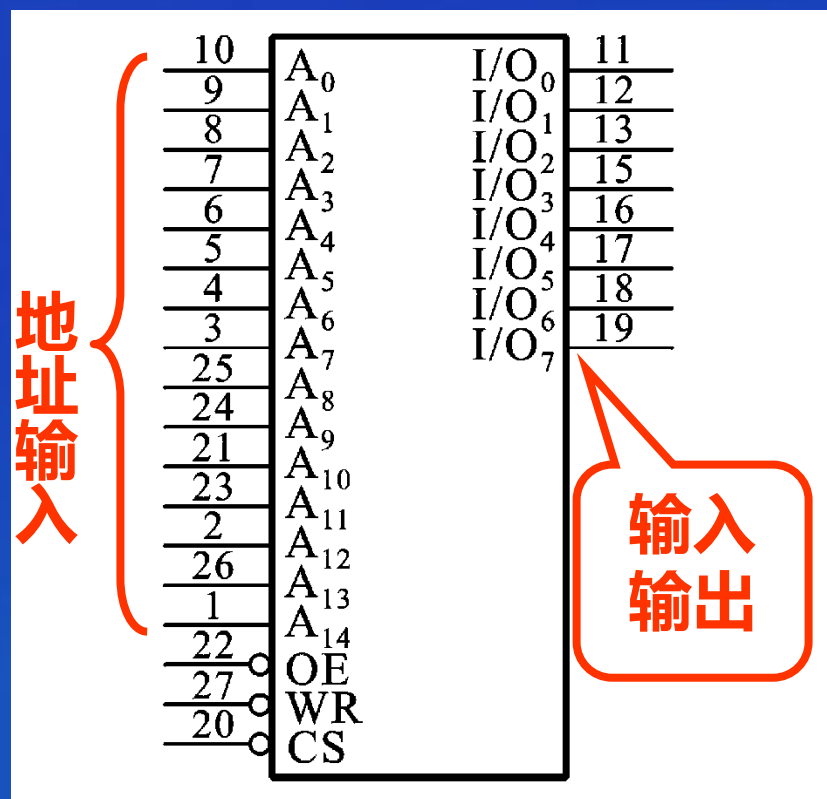 10 A0 I/O0 11
9 A1 I/O1 12
8 A2 I/O2 13
7 A3 I/O3 15
6 A4 I/O4 16
5 A5 I/O5 17
4 A6 I/O6 18
3 A7 I/O7 19
25 A8
24 A9
21 A10
23 A11
2 A12
26 A13
1 A14
22 OE
27 WR
20 CS
地址输入
输入
输出